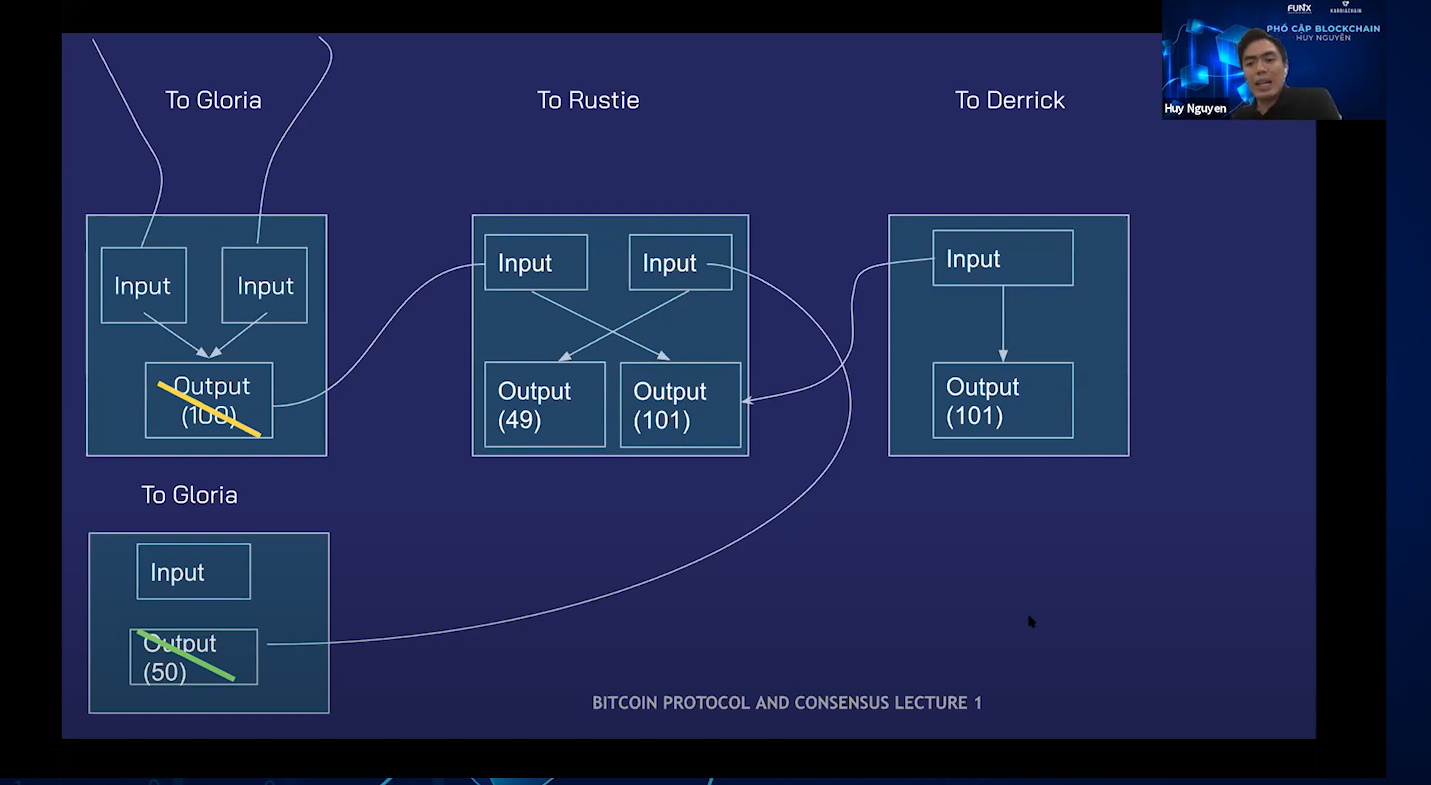 FUNX
KARDIACHAIN
PHỔ CẬP BLOCKCHAIN
HUY NGUYỄN
Huy Nguyen
To Gloria
To Rustie
To Derrick
Input
Input
Output
(100)
Input
Input
Output
(49)
Output
(101)
Input
Output
(101)
To Gloria
Input
Output
(50)
BITCOIN PROTOCOL AND CONSENSUS LECTURE 1